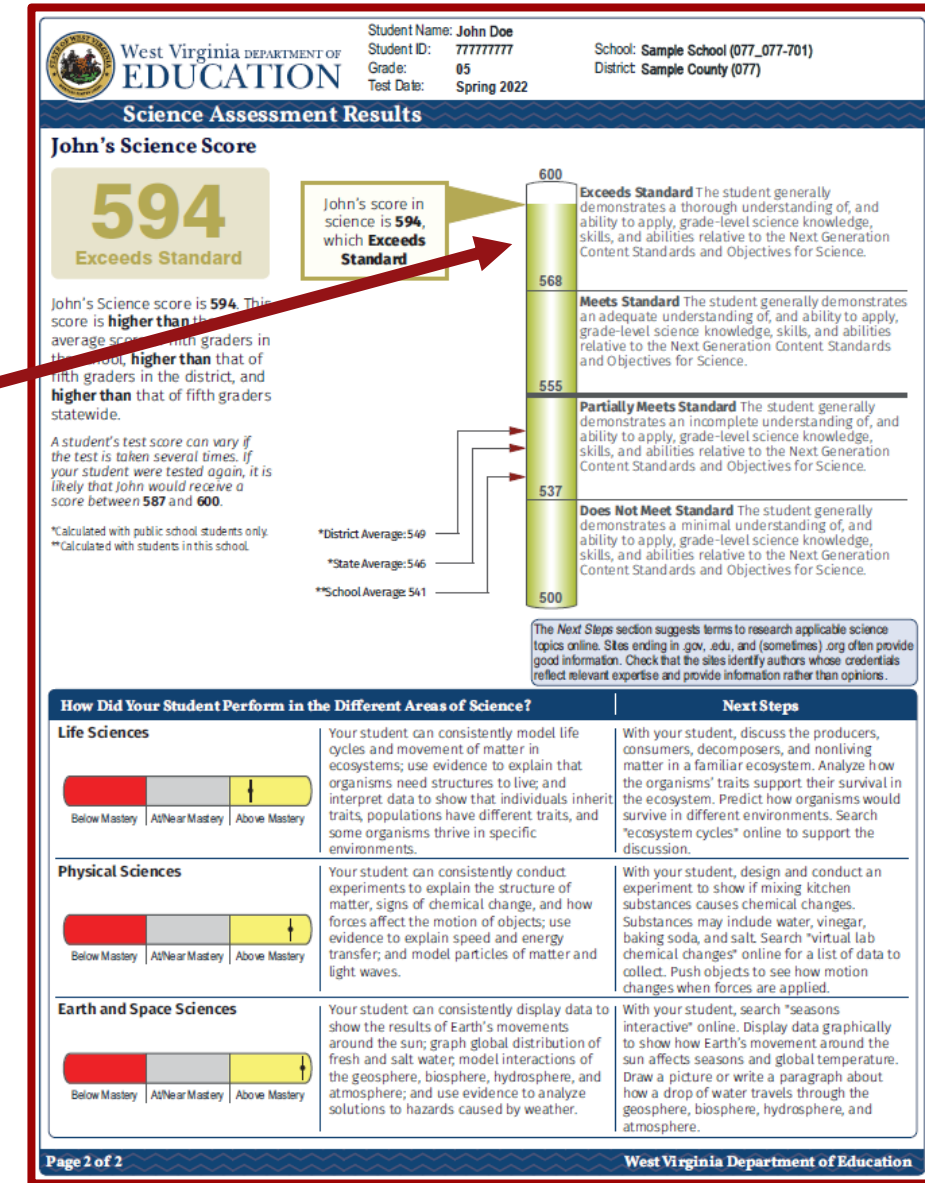 West Virginia DEPARTMENT OF
EDUCATION
Student Name: John Doe
Student ID: 777777777
Grade: 05
Test Date: Spring 2022
School: Sample School (077_077-701)
District: Sample County (077)
Science Assessment Results
John's Science Score
594
Exceeds Standard
John's score in
science is 594,
which Exceeds
Standard
John's Science score is 594. This
score is higher than
average fifth graders in
school, higher than that of
fifth graders in the district, and
higher than that of fifth graders
statewide.
A student's test score can vary if
the test is taken several times. If
your student were tested again, it is
likely that John would receive a
score between 587 and 600.
*Calculated with public school students only.
**Calculated with students in this school.
600
Exceeds Standard The student generally
demonstrates a thorough understanding of, and
ability to apply, grade-level science knowledge,
skills, and abilities relative to the Next Generation
Content Standards and Objectives for Science.
568
Meets Standard The student generally demonstrates
an adequate understanding of, and ability to apply,
grade-level science knowledge, skills, and abilities
relative to the Next Generation Content Standards
and Objectives for Science.
555
Partially Meets Standard The student generally
demonstrates an incomplete understanding of, and
ability to apply, grade-level science knowledge,
skills, and abilities relative to the Next Generation
Content Standards and Objectives for Science.
537
Does Not Meet Standard The student generally
demonstrates a minimal understanding of, and
ability to apply, grade-level science knowledge,
skills, and abilities relative to the Next Generation
Content Standards and Objectives for Science.
500
*District Average: 549
*State Average: 546
**School Average: 541
The Next Steps section suggests terms to research applicable science
topics online. Sites ending in .gov, .edu, and (sometimes) .org often provide
good information. Check that the sites identify authors whose credentials
reflect relevant expertise and provide information rather than opinions.
How Did Your Student Perform in the Different Areas of Science?
Next Steps
Life Sciences
Below Mastery At/Near Mastery Above Mastery
Your student can consistently model life
cycles and movement of matter in
ecosystems; use evidence to explain that
organisms need structures to live; and
interpret data to show that individuals inherit
traits, populations have different traits, and
some organisms thrive in specific
environments.
With your student, discuss the producers,
consumers, decomposers, and nonliving
matter in a familiar ecosystem. Analyze how
the organisms' traits support their survival in
the ecosystem. Predict how organisms would
survive in different environments. Search
"ecosystem cycles" online to support the
discussion.
Physical Sciences
Below Mastery At/Near Mastery Above Mastery
Your student can consistently conduct
experiments to explain the structure of
matter, signs of chemical change, and how
forces affect the motion of objects; use
evidence to explain speed and energy
transfer; and model particles of matter and
light waves.
With your student, design and conduct an
experiment to show if mixing kitchen
substances causes chemical changes.
Substances may include water, vinegar,
baking soda, and salt. Search "virtual lab
chemical changes" online for a list of data to
collect. Push objects to see how motion
changes when forces are applied.
Earth and Space Sciences
Below Mastery At/Near Mastery Above Mastery
Your student can consistently display data to
show the results of Earth's movements
around the sun; graph global distribution of
fresh and salt water; model interactions of
the geosphere, biosphere, hydrosphere, and
atmosphere; and use evidence to analyze
solutions to hazards caused by weather.
With your student, search "seasons
interactive" online. Display data graphically
to show how Earth's movement around the
sun affects seasons and global temperature.
Draw a picture or write a paragraph about
how a drop of water travels through the
geosphere, biosphere, hydrosphere, and
atmosphere.
Page 2 of 2
West Virginia Department of Education